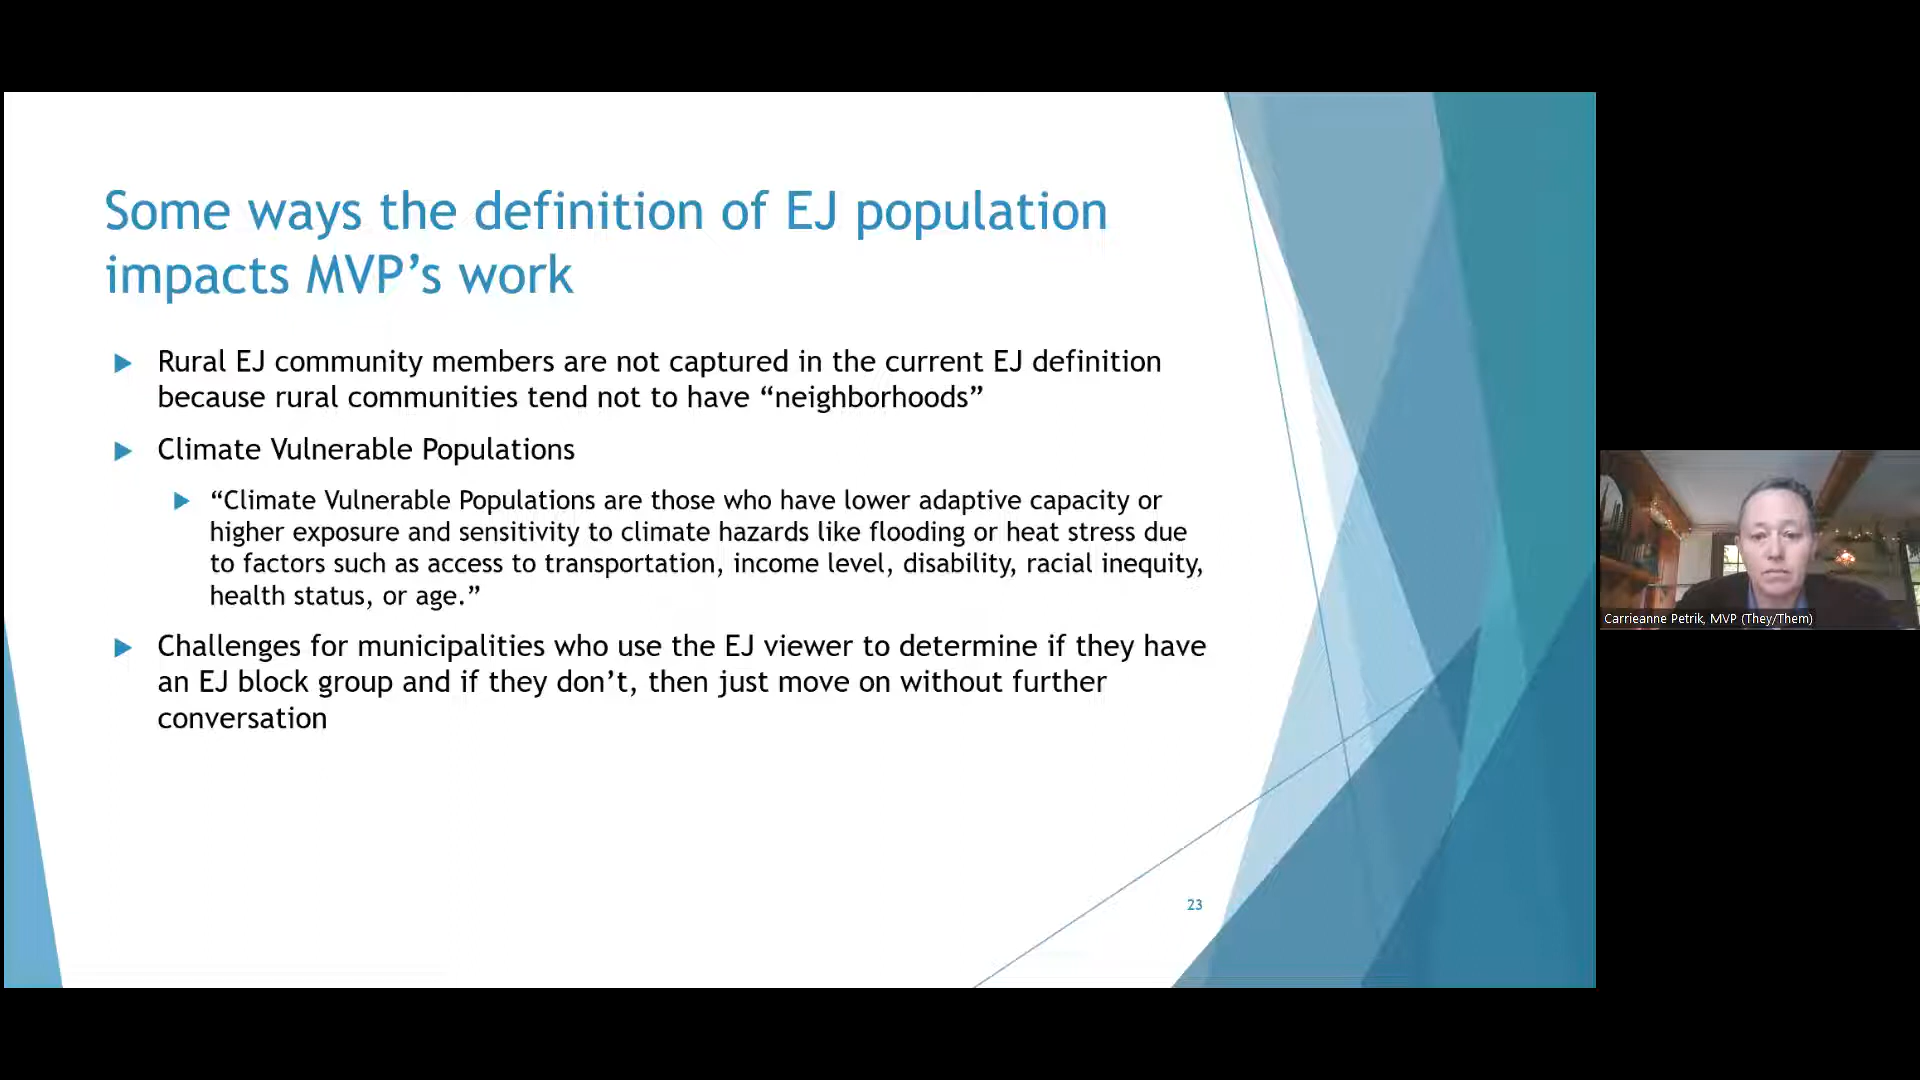 Some ways the definition of EJ population
impacts MVP’s work
Rural EJ community members are not captured in the current EJ definition
because rural communities tend not to have “neighborhoods”
Climate Vulnerable Populations
“Climate Vulnerable Populations are those who have lower adaptive capacity or
higher exposure and sensitivity to climate hazards like flooding or heat stress due
to factors such as access to transportation, income level, disability, racial inequity,
health status, or age.”
Challenges for municipalities who use the EJ viewer to determine if they have
an EJ block group and if they don’t, then just move on without further
conversation
23
Carrieanne Petrik, MVP (They/Them)